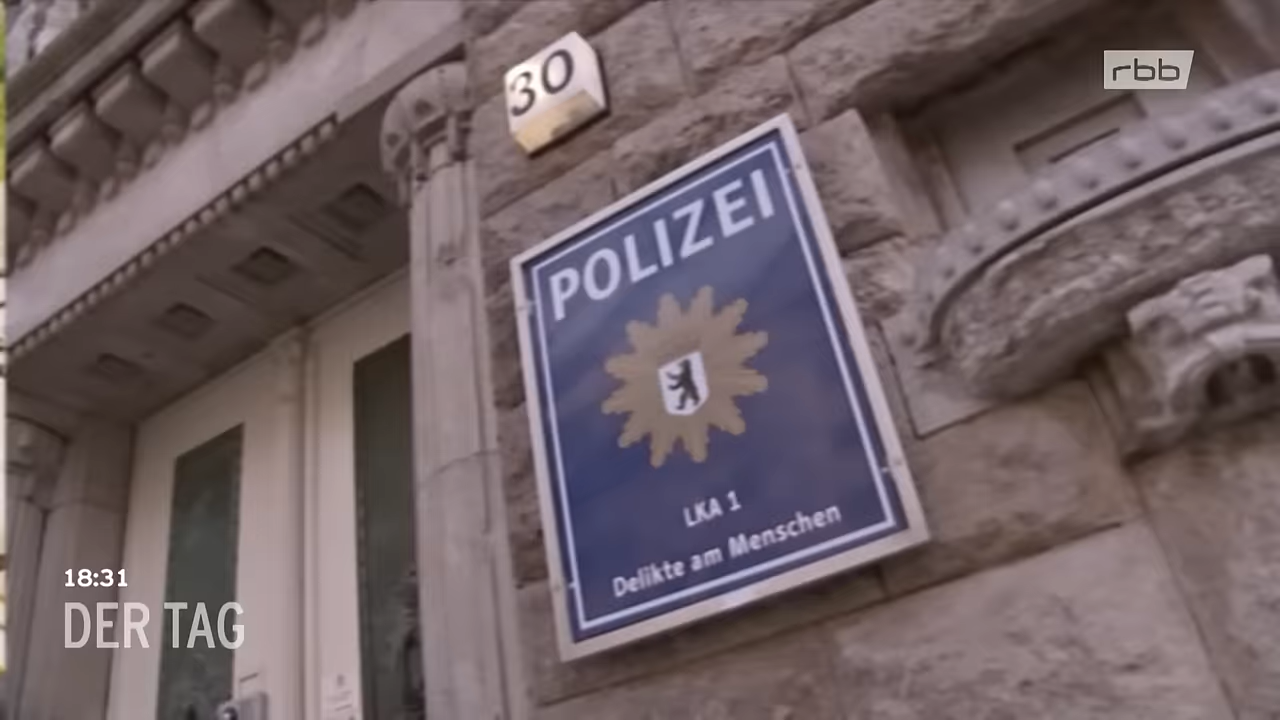 30
rbb
POLIZEI
LKA 1
Delikte am Menschen
18:31
DER TAG